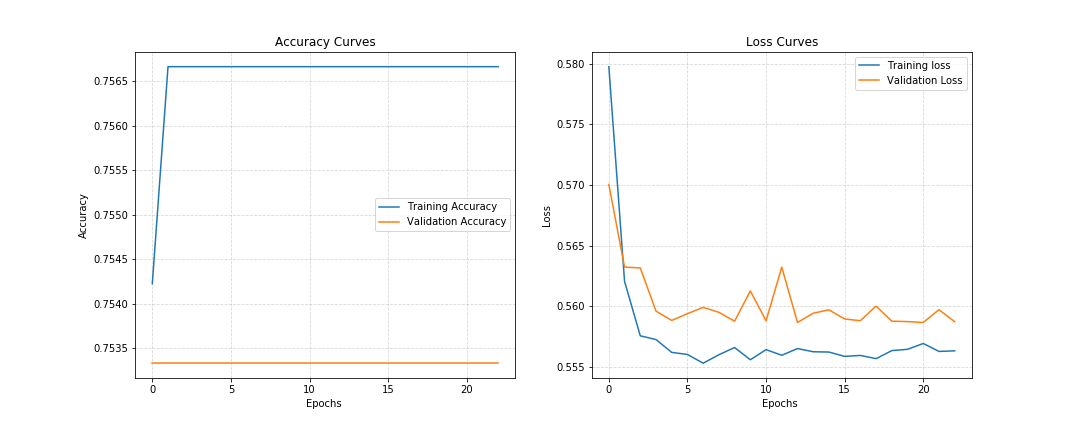 Accuracy Curves
0.7565
0.7560
0.7555
0.7550
0.7545
0.7540
0.7535
Accuracy
Training Accuracy
Validation Accuracy
0 5 10 15 20
Epochs
Loss Curves
0.580
0.575
0.570
0.565
0.560
0.555
Loss
Training loss
Validation Loss
0 5 10 15 20
Epochs